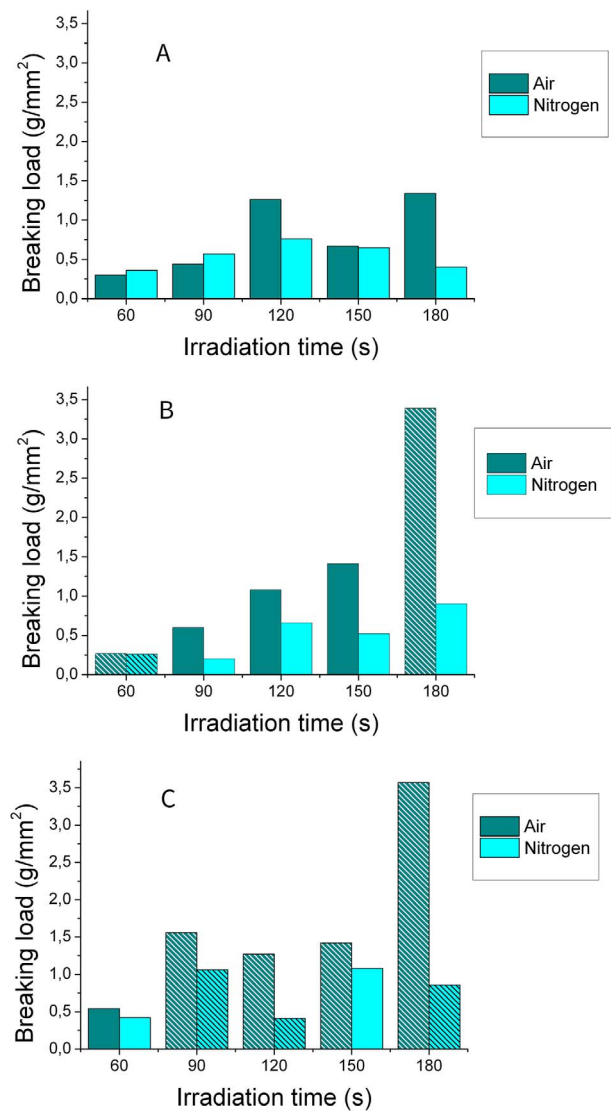 A
Breaking load (g/mm²)
3,5
3,0
2,5
2,0
1,5
1,0
0,5
0,0
60 90 120 150 180
Irradiation time (s)
Air
Nitrogen
B
Breaking load (g/mm²)
3,5
3,0
2,5
2,0
1,5
1,0
0,5
0,0
60 90 120 150 180
Irradiation time (s)
Air
Nitrogen
C
Breaking load (g/mm²)
3,5
3,0
2,5
2,0
1,5
1,0
0,5
0,0
60 90 120 150 180
Irradiation time (s)
Air
Nitrogen